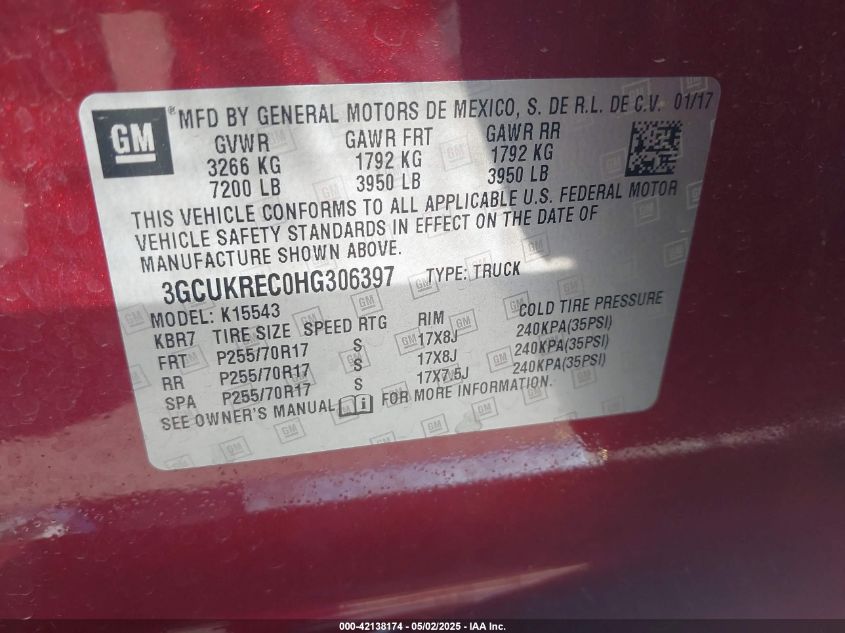 GM
® MFD BY GENERAL MOTORS DE MEXICO, S. DE R.L. DE C.V. 01/17
GVWR GAWR FRT GAWR RR
3266 KG 1792 KG 1792 KG
7200 LB 3950 LB 3950 LB
THIS VEHICLE CONFORMS TO ALL APPLICABLE U.S. FEDERAL MOTOR
VEHICLE SAFETY STANDARDS IN EFFECT ON THE DATE OF
MANUFACTURE SHOWN ABOVE.
3GCUKREC0HG306397 TYPE: TRUCK
MODEL: K15543
KBR7 TIRE SIZE SPEED RTG RIM COLD TIRE PRESSURE
FRT P255/70R17 S 17X8J 240KPA(35PSI)
RR P255/70R17 S 17X8J 240KPA(35PSI)
SPA P255/70R17 S 17X7.5J 240KPA(35PSI)
SEE OWNER'S MANUAL i FOR MORE INFORMATION.
000-42138174 - 05/02/2025 - IAA Inc.